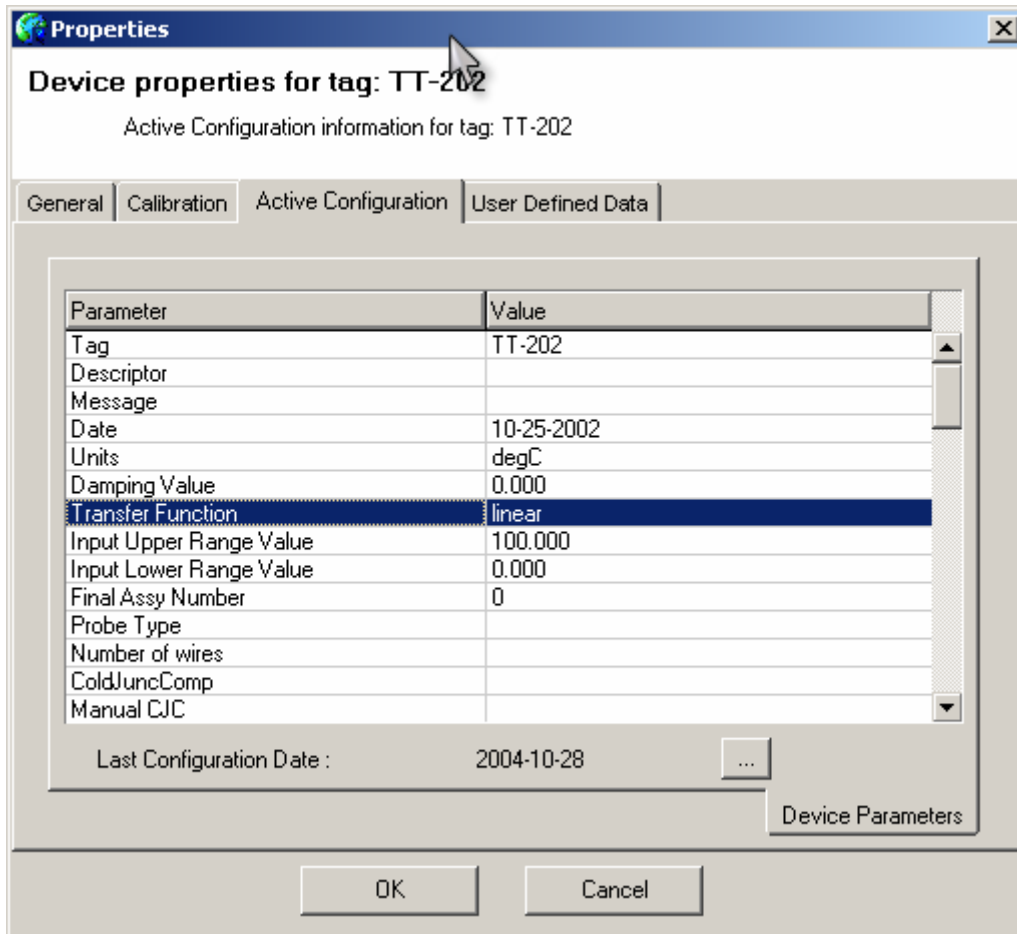 Properties
Device properties for tag: TT-202
Active Configuration information for tag: TT-202
General Calibration Active Configuration User Defined Data
Parameter Value
Tag TT-202
Descriptor
Message
Date 10-25-2002
Units degC
Damping Value 0.000
Transfer Function linear
Input Upper Range Value 100.000
Input Lower Range Value 0.000
Final Assy Number 0
Probe Type
Number of wires
ColdJuncComp
Manual CJC
Last Configuration Date : 2004-10-28 ...
Device Parameters
OK Cancel